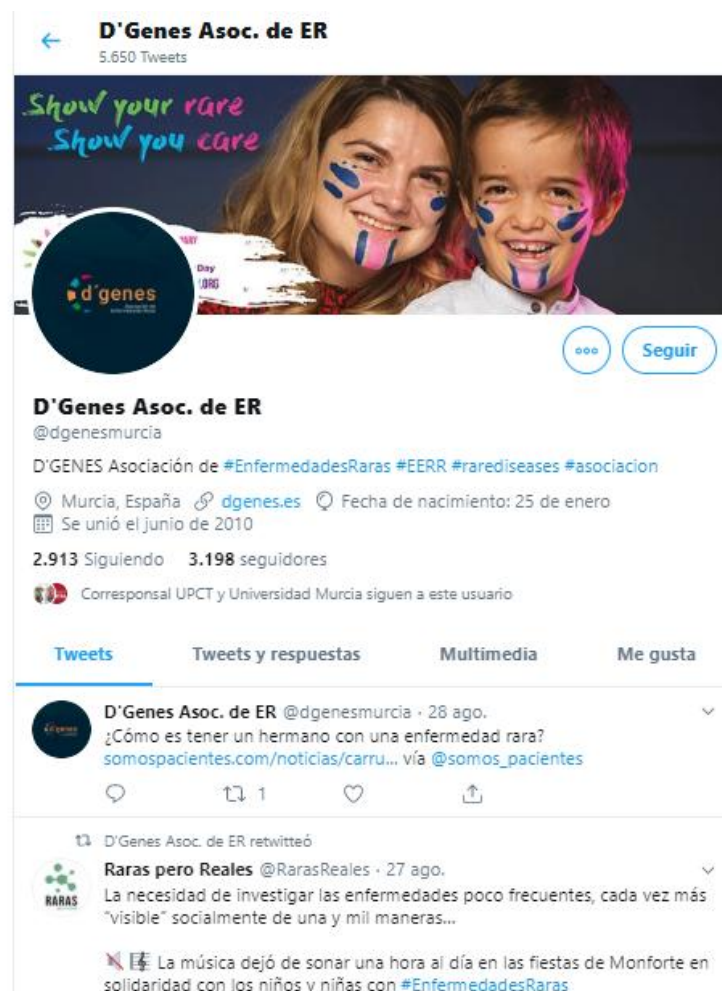 D'Genes Asoc. de ER
5.650 Tweets
Show your rare
Show you care
Day
.ORG
d´genes
D'Genes Asoc. de ER
@dgenesmurcia
Seguir
D'GENES Asociación de #EnfermedadesRaras #EERR #rarediseases #asociacion
Murcia, España dgenes.es Fecha de nacimiento: 25 de enero
Se unió el junio de 2010
2.913 Siguiendo 3.198 seguidores
Corresponsal UPCT y Universidad Murcia siguen a este usuario
Tweets Tweets y respuestas Multimedia Me gusta
D'Genes Asoc. de ER @dgenesmurcia · 28 ago.
¿Cómo es tener un hermano con una enfermedad rara?
somospacientes.com/noticias/carru... vía @somos_pacientes
1
D'Genes Asoc. de ER retwitteó
Raras pero Reales @RarasReales · 27 ago.
RARAS
La necesidad de investigar las enfermedades poco frecuentes, cada vez más
"visible" socialmente de una y mil maneras...
La música dejó de sonar una hora al día en las fiestas de Monforte en
solidaridad con los niños y niñas con #EnfermedadesRaras